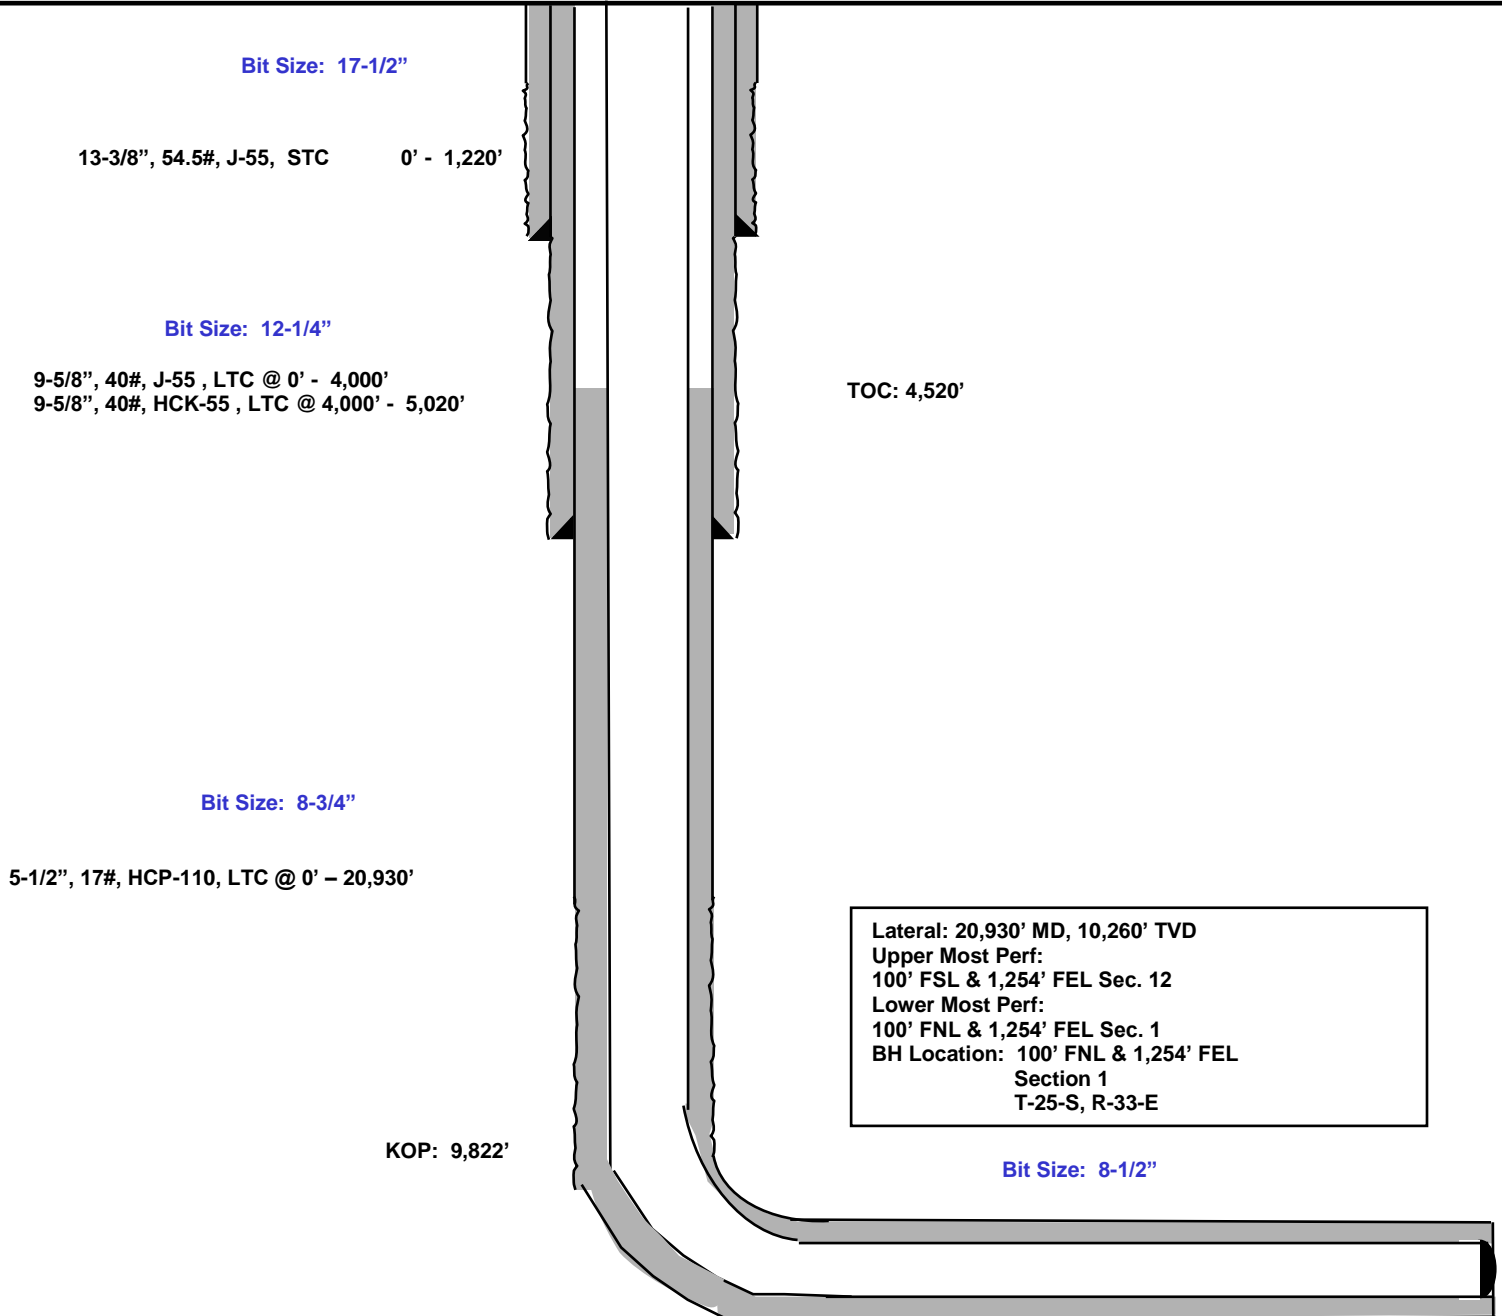 Bit Size: 17-1/2”
13-3/8”, 54.5#, J-55, STC 0’ - 1,220’
Bit Size: 12-1/4”
9-5/8”, 40#, J-55 , LTC @ 0’ - 4,000’
9-5/8”, 40#, HCK-55 , LTC @ 4,000’ - 5,020’
TOC: 4,520’
Bit Size: 8-3/4”
5-1/2”, 17#, HCP-110, LTC @ 0’ – 20,930’
Lateral: 20,930’ MD, 10,260’ TVD
Upper Most Perf:
100’ FSL & 1,254’ FEL Sec. 12
Lower Most Perf:
100’ FNL & 1,254’ FEL Sec. 1
BH Location: 100’ FNL & 1,254’ FEL
Section 1
T-25-S, R-33-E
KOP: 9,822’
Bit Size: 8-1/2”